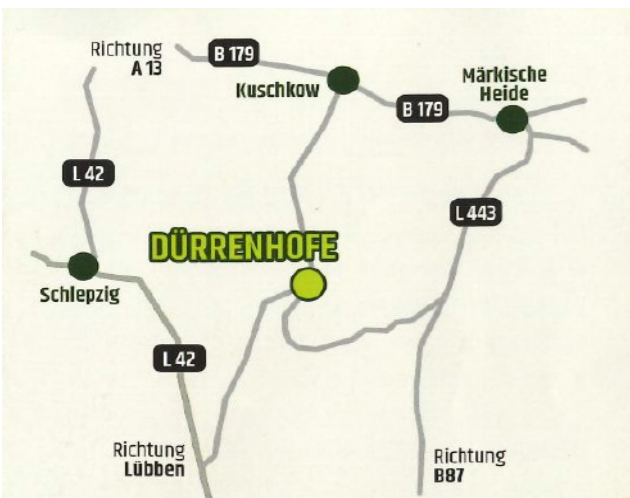 Richtung
A 13
B 179
Kuschkow
Märkische
Heide
B 179
L 42
L 443
DÜRRENHOFE
Schlepzig
L 42
Richtung
Lübben
Richtung
B87